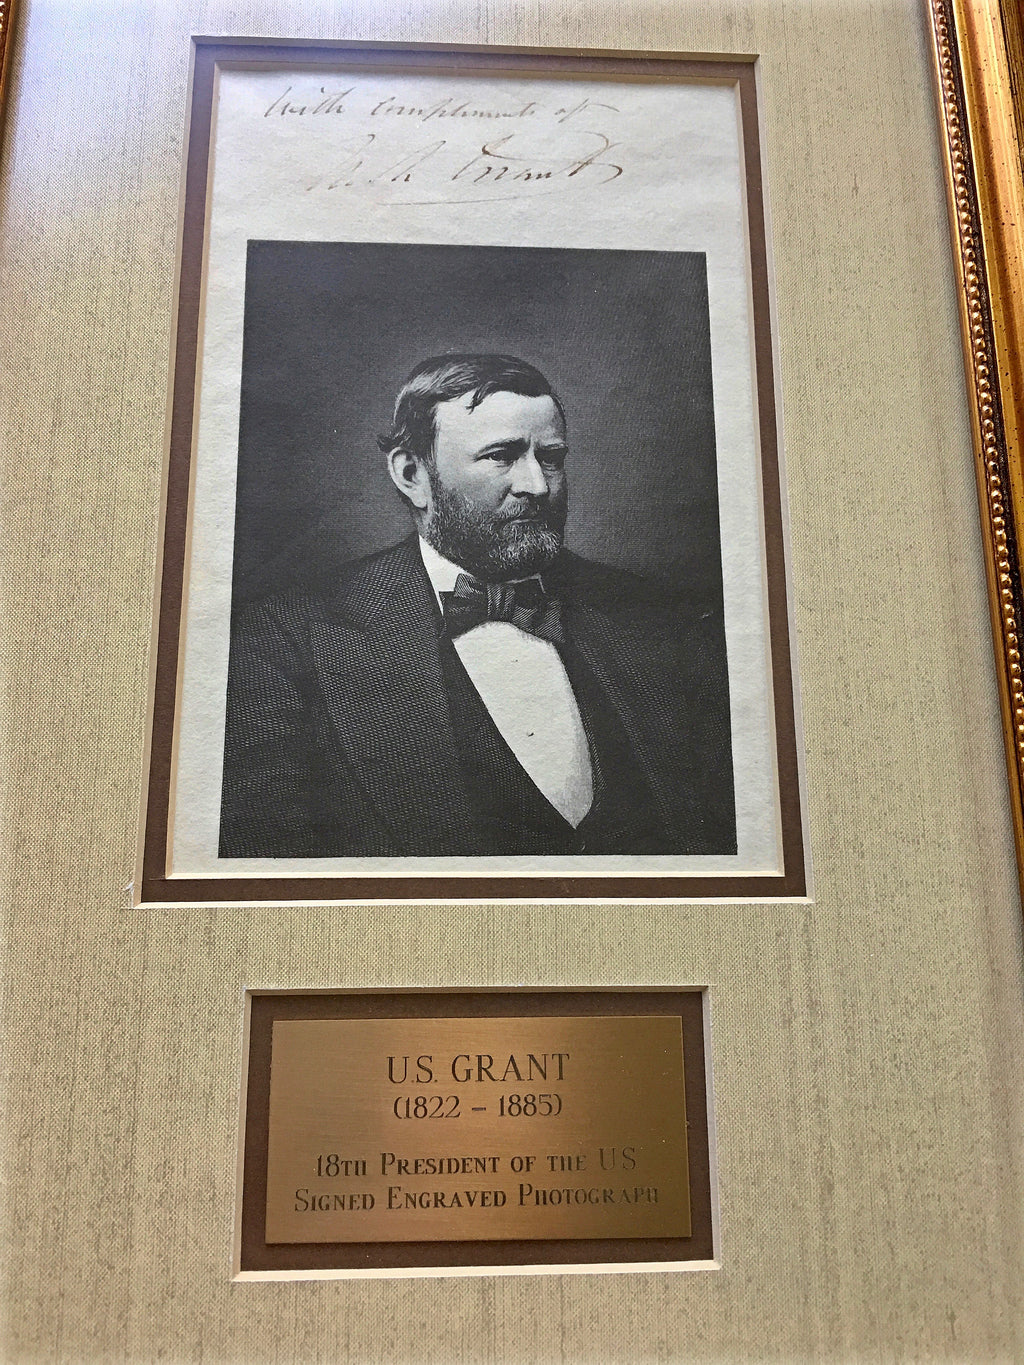 With compliments of
U. S. Grant
U.S. GRANT
(1822 – 1885)
18TH PRESIDENT OF THE US
SIGNED ENGRAVED PHOTOGRAPH